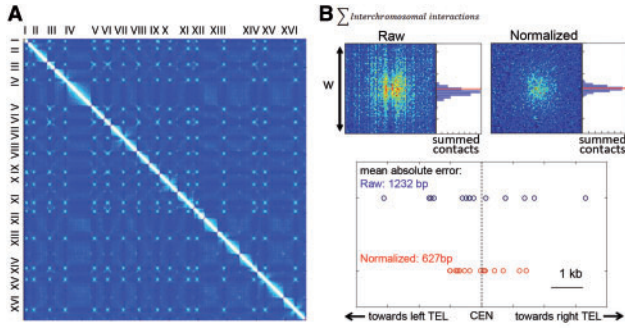 A
I II III IV V VI VII VIII IX X XI XII XIII XIV XV XVI
I
II
III
IV
V
VI
VII
VIII
IX
X
XI
XII
XIII
XIV
XV
XVI
B
∑ Interchromosomal interactions
Raw Normalized
W
summed contacts
summed contacts
mean absolute error:
Raw: 1232 bp
Normalized: 627bp
1 kb
towards left TEL CEN towards right TEL